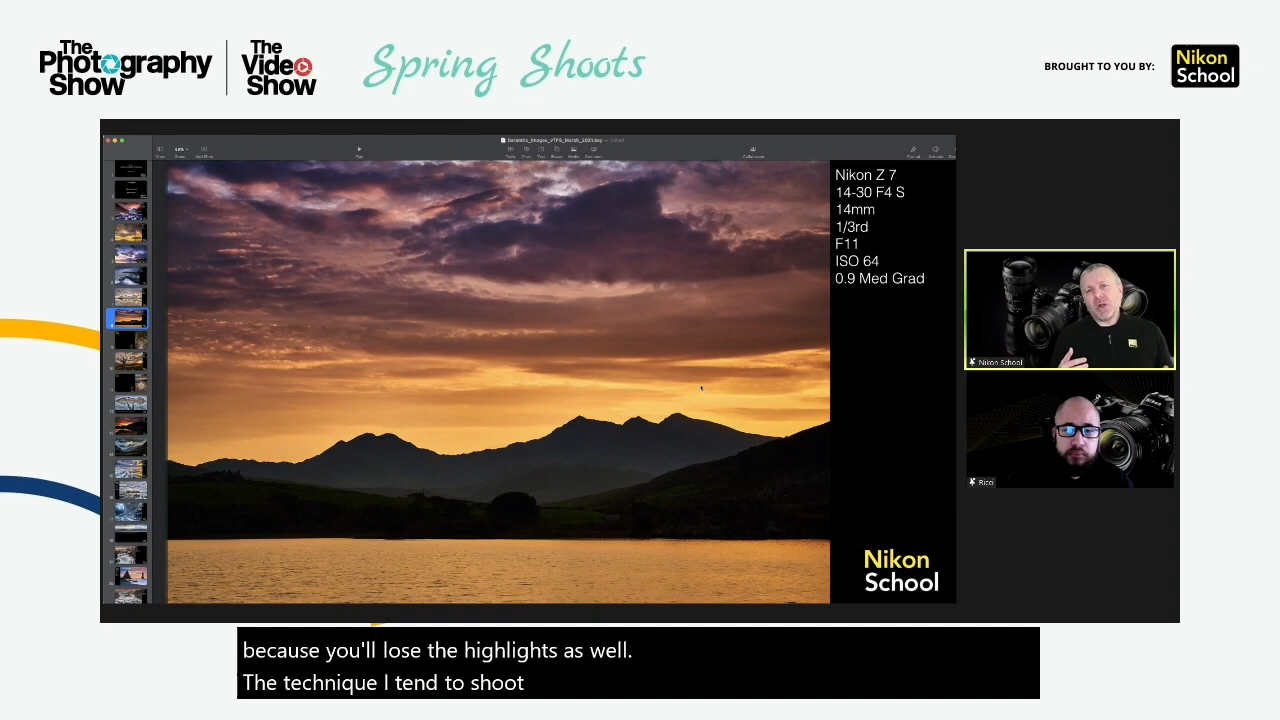 The
Photography
Show
The
Video
Show
Spring Shoots
BROUGHT TO YOU BY:
Nikon
School
Nikon Z 7
14-30 F4 S
14mm
1/3rd
F11
ISO 64
0.9 Med Grad
Nikon
School
Nikon School
Nikon
Ricci
because you'll lose the highlights as well.
The technique I tend to shoot